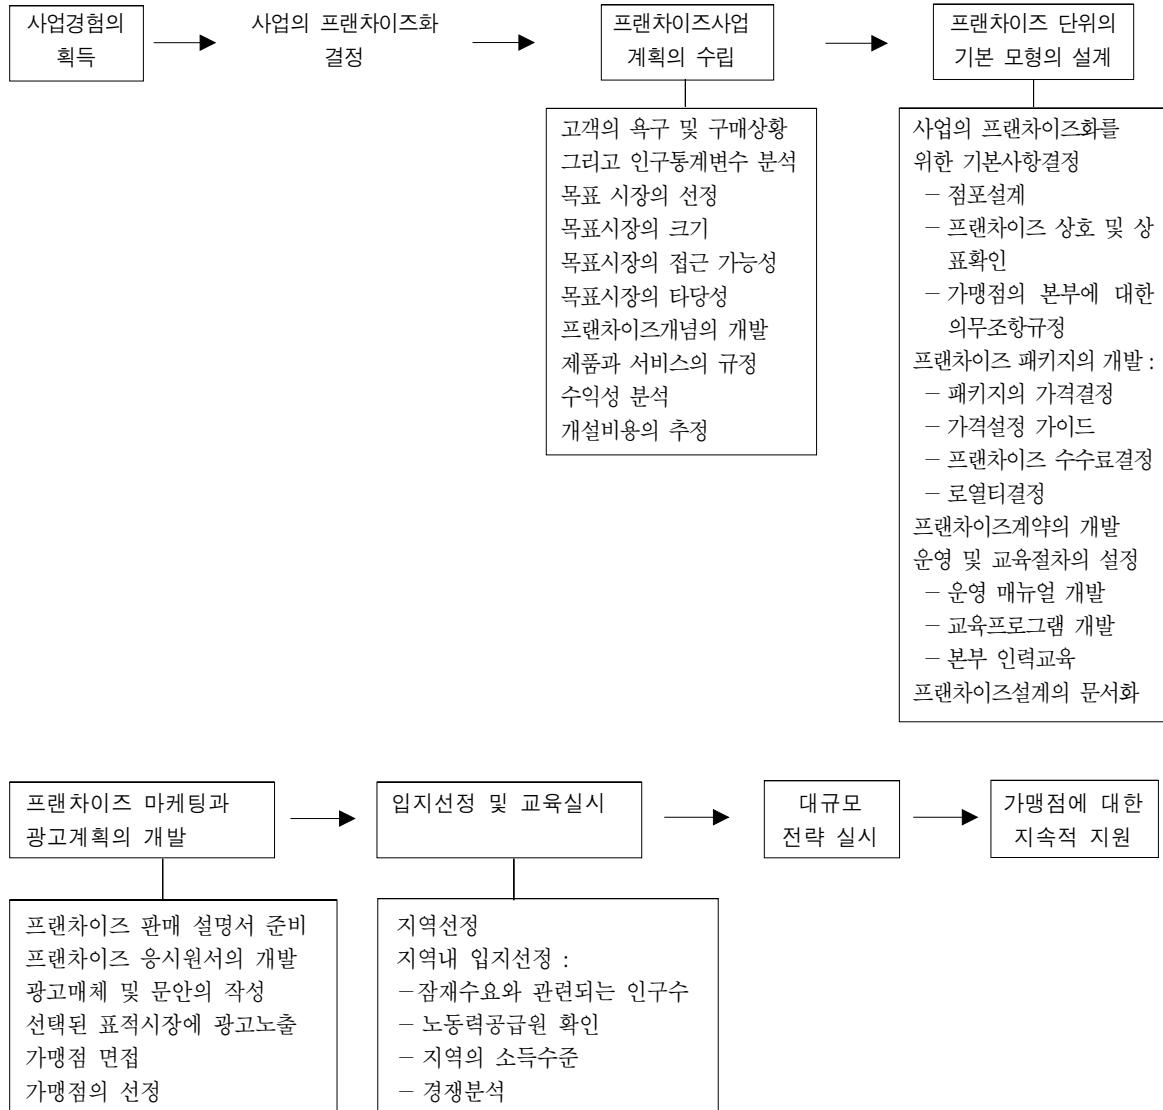 사업경험의
획득
사업의 프랜차이즈화
결정
프랜차이즈사업
계획의 수립
프랜차이즈 단위의
기본 모형의 설계
고객의 욕구 및 구매상황
그리고 인구통계변수 분석
목표 시장의 선정
목표시장의 크기
목표시장의 접근 가능성
목표시장의 타당성
프랜차이즈개념의 개발
제품과 서비스의 규정
수익성 분석
개설비용의 추정
사업의 프랜차이즈화를
위한 기본사항결정
－ 점포설계
－ 프랜차이즈 상호 및 상
표확인
－ 가맹점의 본부에 대한
의무조항규정
프랜차이즈 패키지의 개발 :
－ 패키지의 가격결정
－ 가격설정 가이드
－ 프랜차이즈 수수료결정
－ 로열티결정
프랜차이즈계약의 개발
운영 및 교육절차의 설정
－ 운영 매뉴얼 개발
－ 교육프로그램 개발
－ 본부 인력교육
프랜차이즈설계의 문서화
프랜차이즈 마케팅과
광고계획의 개발
입지선정 및 교육실시
대규모
전략 실시
가맹점에 대한
지속적 지원
프랜차이즈 판매 설명서 준비
프랜차이즈 응시원서의 개발
광고매체 및 문안의 작성
선택된 표적시장에 광고노출
가맹점 면접
가맹점의 선정
지역선정
지역내 입지선정 :
－잠재수요와 관련되는 인구수
－ 노동력공급원 확인
－ 지역의 소득수준
－ 경쟁분석